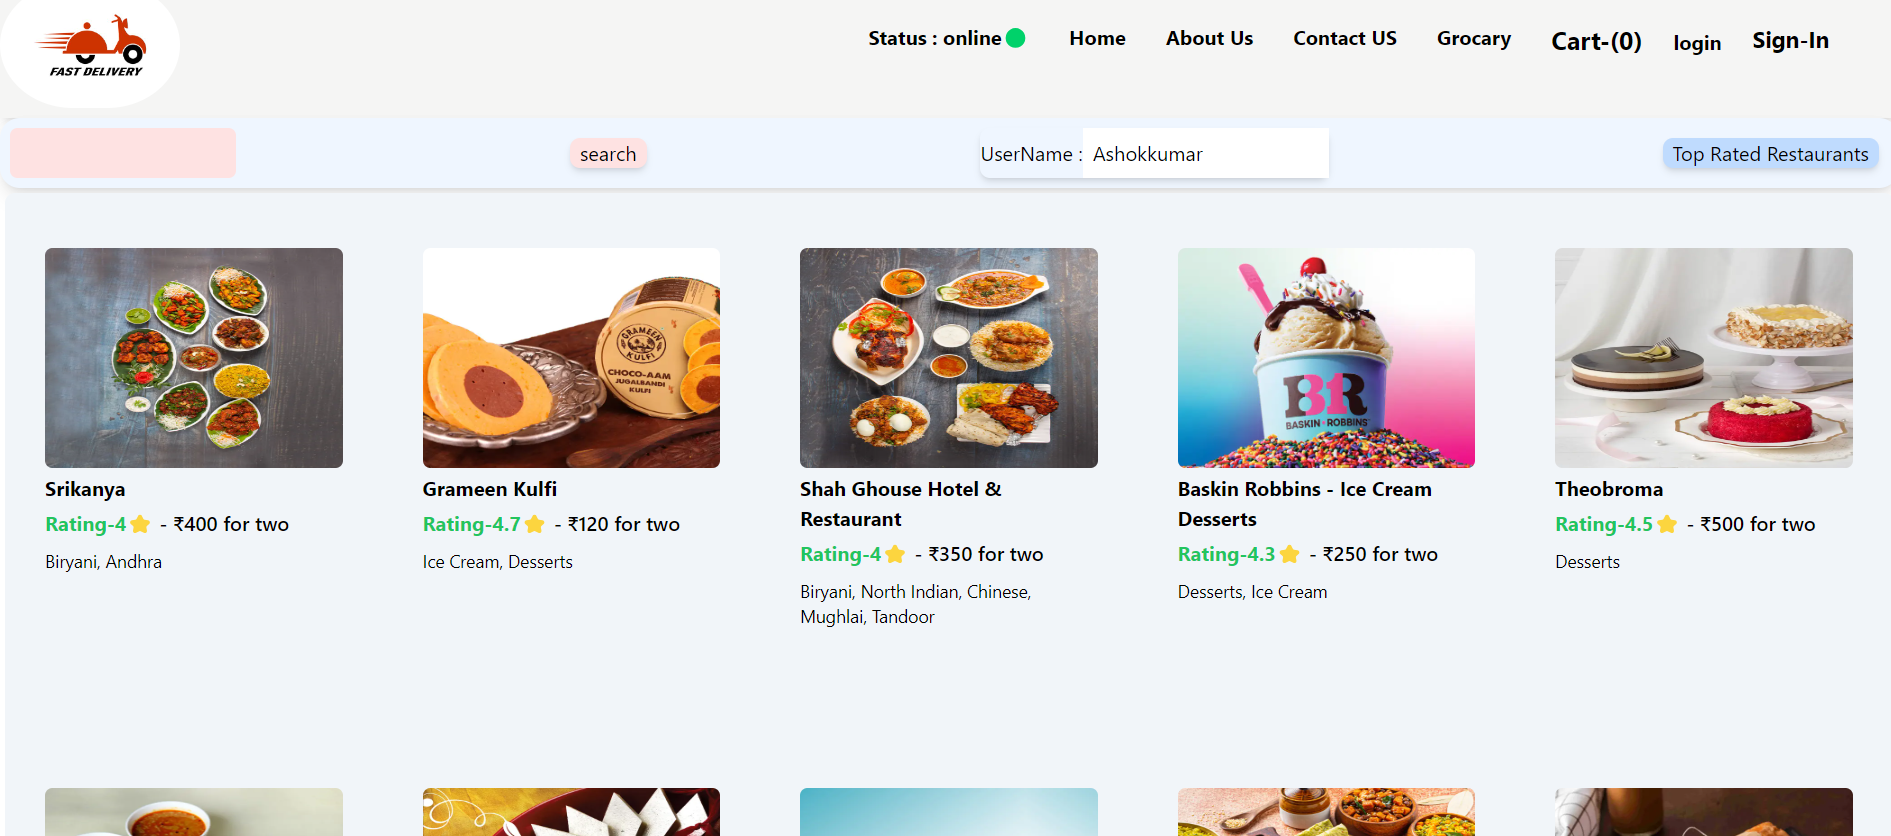 FAST DELIVERY
Status : online
Home
About Us
Contact US
Grocary
Cart-(0)
login
Sign-In
search
UserName :
Ashokkumar
Top Rated Restaurants
GRAMEEN
KULFI
CHOCO-AAM
JUGALBANDI
KULFI
BR
BASKIN ROBBINS
Srikanya
Rating-4⭐ - ₹400 for two
Biryani, Andhra
Grameen Kulfi
Rating-4.7⭐ - ₹120 for two
Ice Cream, Desserts
Shah Ghouse Hotel &
Restaurant
Rating-4⭐ - ₹350 for two
Biryani, North Indian, Chinese,
Mughlai, Tandoor
Baskin Robbins - Ice Cream
Desserts
Rating-4.3⭐ - ₹250 for two
Desserts, Ice Cream
Theobroma
Rating-4.5⭐ - ₹500 for two
Desserts